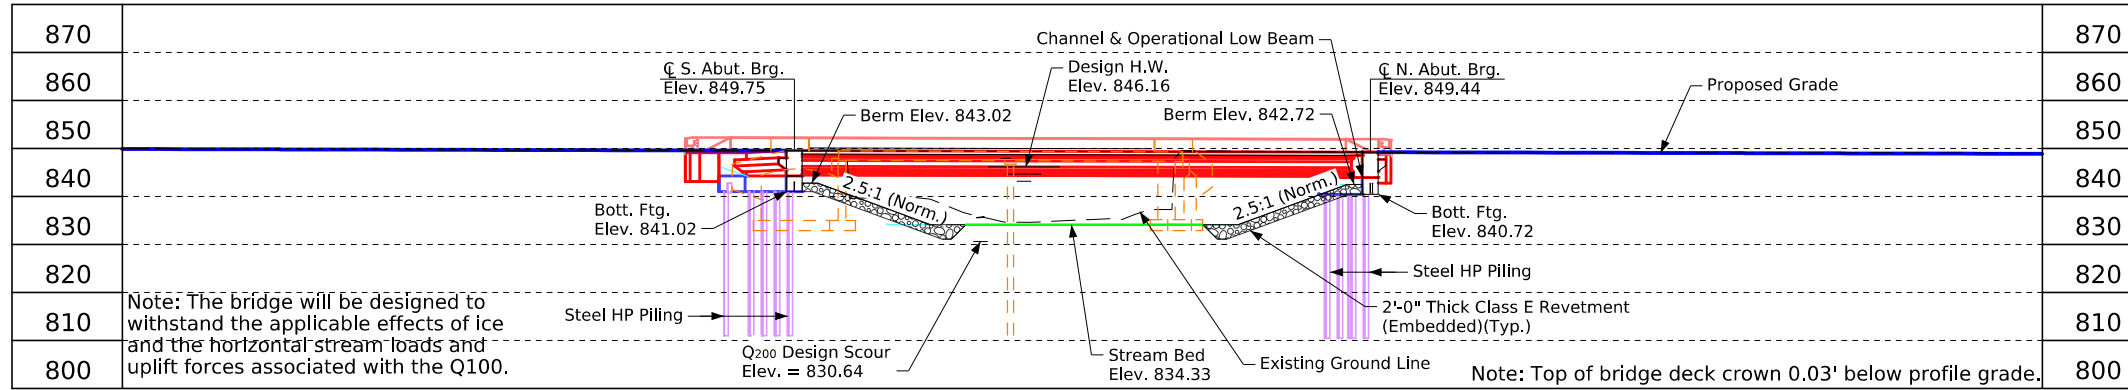 870
860
850
840
830
820
810
800
870
860
850
840
830
820
810
800
Channel & Operational Low Beam
℄ S. Abut. Brg.
Elev. 849.75
Design H.W.
Elev. 846.16
℄ N. Abut. Brg.
Elev. 849.44
Proposed Grade
Berm Elev. 843.02
Berm Elev. 842.72
2.5:1 (Norm.)
2.5:1 (Norm.)
Bott. Ftg.
Elev. 841.02
Bott. Ftg.
Elev. 840.72
Steel HP Piling
Steel HP Piling
2'-0" Thick Class E Revetment
(Embedded)(Typ.)
Note: The bridge will be designed to
withstand the applicable effects of ice
and the horizontal stream loads and
uplift forces associated with the Q100.
Q200 Design Scour
Elev. = 830.64
Stream Bed
Elev. 834.33
Existing Ground Line
Note: Top of bridge deck crown 0.03' below profile grade.